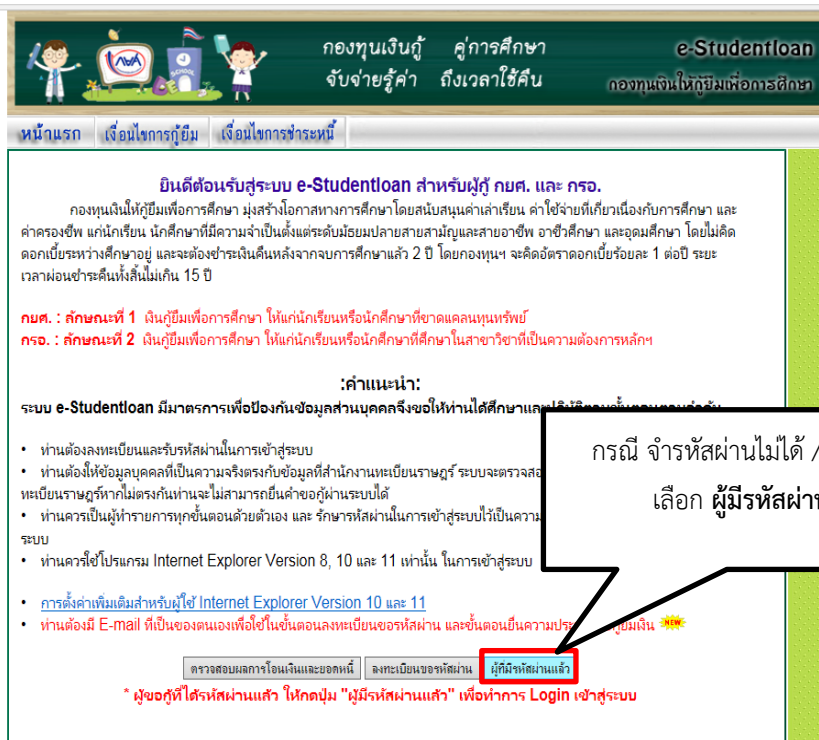 กองทุนเงินกู้ คู่การศึกษา
จับจ่ายรู้ค่า ถึงเวลาใช้คืน
e-Studentloan
กองทุนเงินให้กู้ยืมเพื่อการศึกษา
SCHOOL
หน้าแรก เงื่อนไขการกู้ยืม เงื่อนไขการชำระหนี้
ยินดีต้อนรับสู่ระบบ e-Studentloan สำหรับผู้กู้ กยศ. และ กรอ.
กองทุนเงินให้กู้ยืมเพื่อการศึกษา มุ่งสร้างโอกาสทางการศึกษาโดยสนับสนุนค่าเล่าเรียน ค่าใช้จ่ายที่เกี่ยวเนื่องกับการศึกษา และ
ค่าครองชีพ แก่นักเรียน นักศึกษาที่มีความจำเป็นตั้งแต่ระดับมัธยมปลายสายสามัญและสายอาชีพ อาชีวศึกษา และอุดมศึกษา โดยไม่คิด
ดอกเบี้ยระหว่างศึกษาอยู่ และจะต้องชำระเงินคืนหลังจากจบการศึกษาแล้ว 2 ปี โดยกองทุนฯ จะคิดอัตราดอกเบี้ยร้อยละ 1 ต่อปี ระยะ
เวลาผ่อนชำระคืนทั้งสิ้นไม่เกิน 15 ปี
กยศ. : ลักษณะที่ 1 เงินกู้ยืมเพื่อการศึกษา ให้แก่นักเรียนหรือนักศึกษาที่ขาดแคลนทุนทรัพย์
กรอ. : ลักษณะที่ 2 เงินกู้ยืมเพื่อการศึกษา ให้แก่นักเรียนหรือนักศึกษาที่ศึกษาในสาขาวิชาที่เป็นความต้องการหลักฯ
:คำแนะนำ:
ระบบ e-Studentloan มีมาตรการเพื่อป้องกันข้อมูลส่วนบุคคลจึงขอให้ท่านได้ศึกษาและปฏิบัติตามขั้นตอนตามลำดับ
• ท่านต้องลงทะเบียนและรับรหัสผ่านในการเข้าสู่ระบบ
• ท่านต้องให้ข้อมูลบุคคลที่เป็นความจริงตรงกับข้อมูลที่สำนักงานทะเบียนราษฎร์ ระบบจะตรวจสอ
ทะเบียนราษฎร์หากไม่ตรงกันท่านจะไม่สามารถยื่นคำขอกู้ผ่านระบบได้
• ท่านควรเป็นผู้ทำรายการทุกขั้นตอนด้วยตัวเอง และ รักษารหัสผ่านในการเข้าสู่ระบบไว้เป็นความ
ระบบ
• ท่านควรใช้โปรแกรม Internet Explorer Version 8, 10 และ 11 เท่านั้น ในการเข้าสู่ระบบ
• การตั้งค่าเพิ่มเติมสำหรับผู้ใช้ Internet Explorer Version 10 และ 11
• ท่านต้องมี E-mail ที่เป็นของตนเองเพื่อใช้ในขั้นตอนลงทะเบียนขอรหัสผ่าน และขั้นตอนยื่นความประ กู้ยืมเงิน NEW
กรณี จำรหัสผ่านไม่ได้ /
เลือก ผู้มีรหัสผ่าน
ตรวจสอบผลการโอนเงินและยอดหนี้ ลงทะเบียนขอรหัสผ่าน ผู้ที่มีรหัสผ่านแล้ว
* ผู้ขอกู้ที่ได้รหัสผ่านแล้ว ให้กดปุ่ม "ผู้มีรหัสผ่านแล้ว" เพื่อทำการ Login เข้าสู่ระบบ